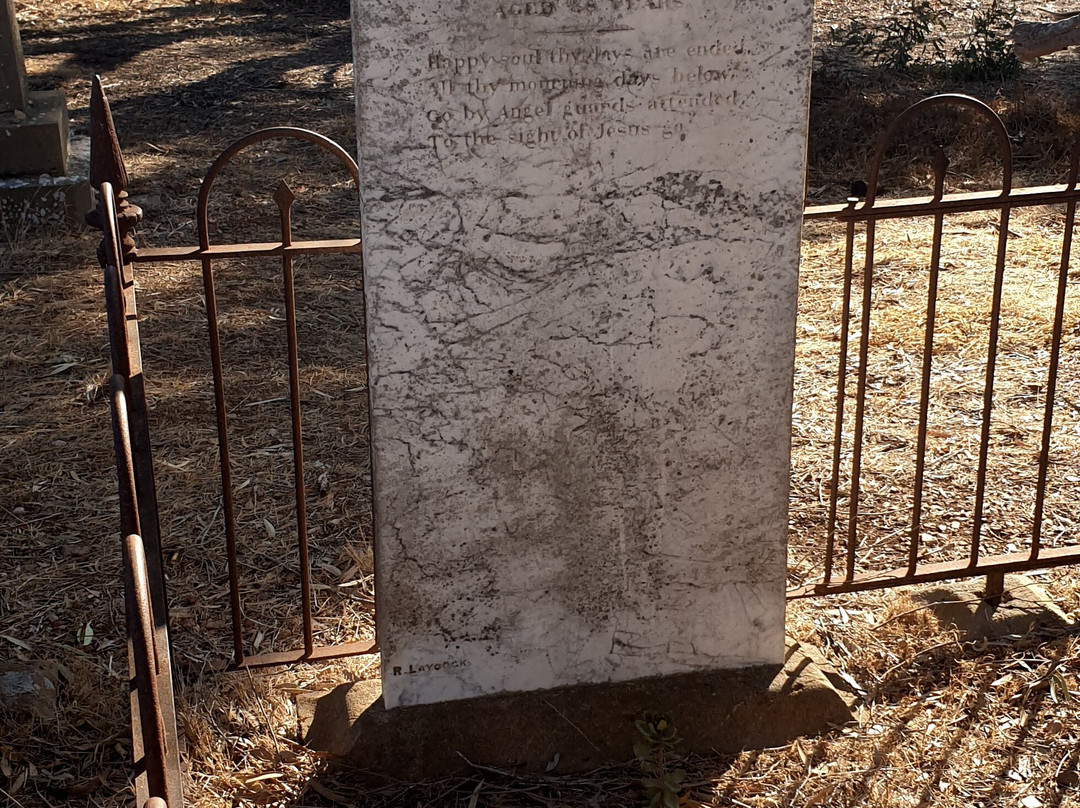 AGED YEARS
Happy soul thy days are ended,
All thy mourning days below,
Go by Angel guards attended,
To the sight of Jesus go.
R. LAYCOCK